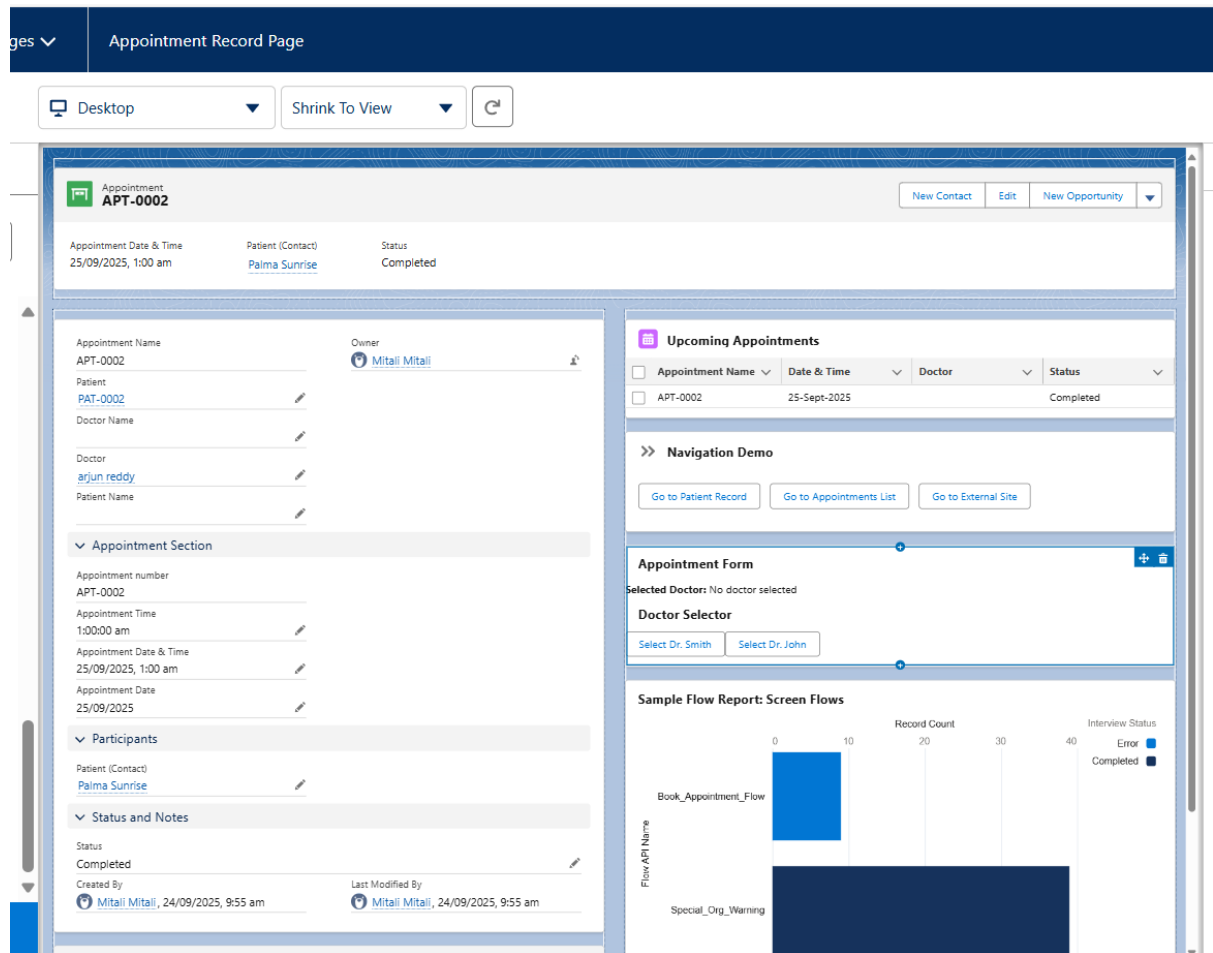 ges
Appointment Record Page
Desktop
Shrink To View
Appointment
APT-0002
New Contact
Edit
New Opportunity
Appointment Date & Time
Patient (Contact)
Status
25/09/2025, 1:00 am
Palma Sunrise
Completed
Appointment Name
APT-0002
Owner
Mitali Mitali
Patient
PAT-0002
Doctor Name
Doctor
arjun reddy
Patient Name
Appointment Section
Appointment number
APT-0002
Appointment Time
1:00:00 am
Appointment Date & Time
25/09/2025, 1:00 am
Appointment Date
25/09/2025
Participants
Patient (Contact)
Palma Sunrise
Status and Notes
Status
Completed
Created By
Mitali Mitali, 24/09/2025, 9:55 am
Last Modified By
Mitali Mitali, 24/09/2025, 9:55 am
Upcoming Appointments
Appointment Name
Date & Time
Doctor
Status
APT-0002
25-Sept-2025
Completed
Navigation Demo
Go to Patient Record
Go to Appointments List
Go to External Site
Appointment Form
Selected Doctor: No doctor selected
Doctor Selector
Select Dr. Smith
Select Dr. John
Sample Flow Report: Screen Flows
Record Count
Interview Status
0 10 20 30 40
Error
Completed
Book_Appointment_Flow
Flow API Name
Special_Org_Warning